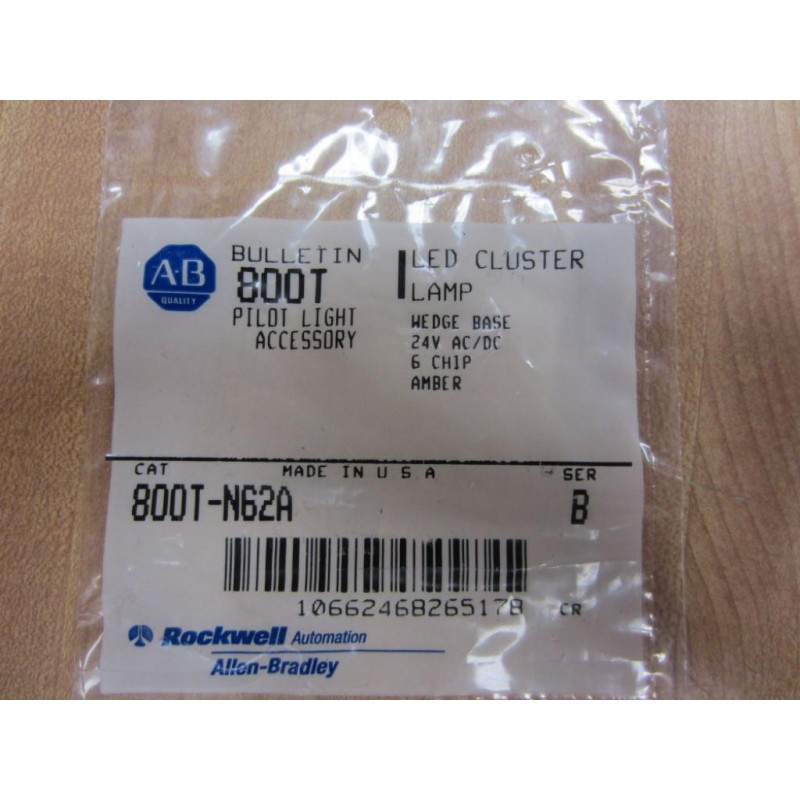 A-B
QUALITY
BULLETIN
800T
PILOT LIGHT
ACCESSORY
LED CLUSTER
LAMP
WEDGE BASE
24V AC/DC
6 CHIP
AMBER
CAT
MADE IN U S A
SER
800T-N62A
B
10662468265178
CR
Rockwell Automation
Allen-Bradley